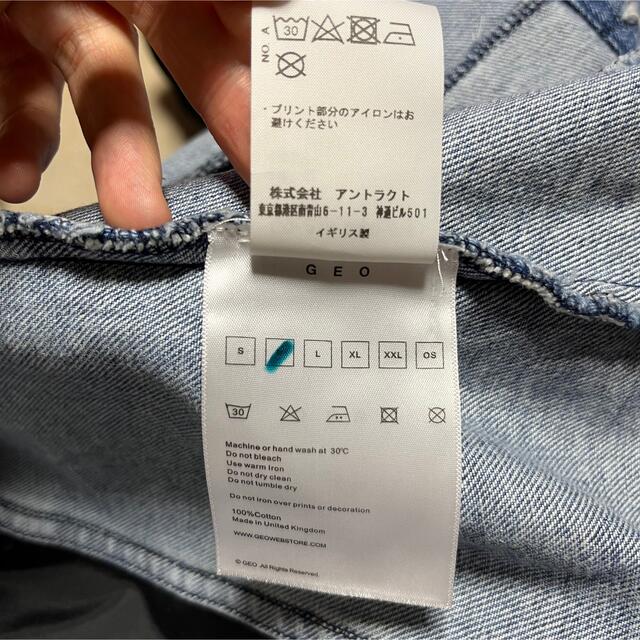 NO. A
30
・プリント部分のアイロンはお
避けください
株式会社 アントラクト
東京都港区南青山6-11-3 神通ビル501
イギリス製
GEO
S L XL XXL OS
30
Machine or hand wash at 30℃
Do not bleach
Use warm iron
Do not dry clean
Do not tumble dry
Do not iron over prints or decoration
100%Cotton
Made in United Kingdom
WWW.GEOWEBSTORE.COM
© GEO .All Rights Reserved.